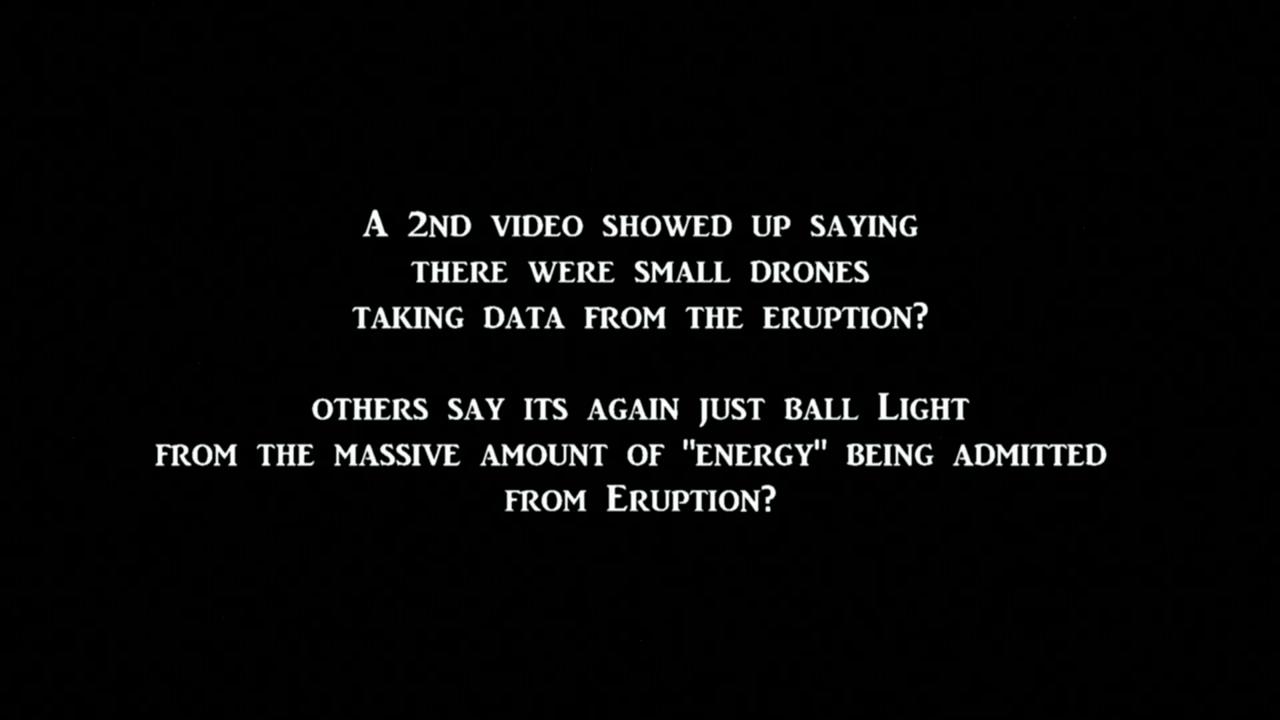 A 2ND VIDEO SHOWED UP SAYING
THERE WERE SMALL DRONES
TAKING DATA FROM THE ERUPTION?
OTHERS SAY ITS AGAIN JUST BALL LIGHT
FROM THE MASSIVE AMOUNT OF "ENERGY" BEING ADMITTED
FROM ERUPTION?